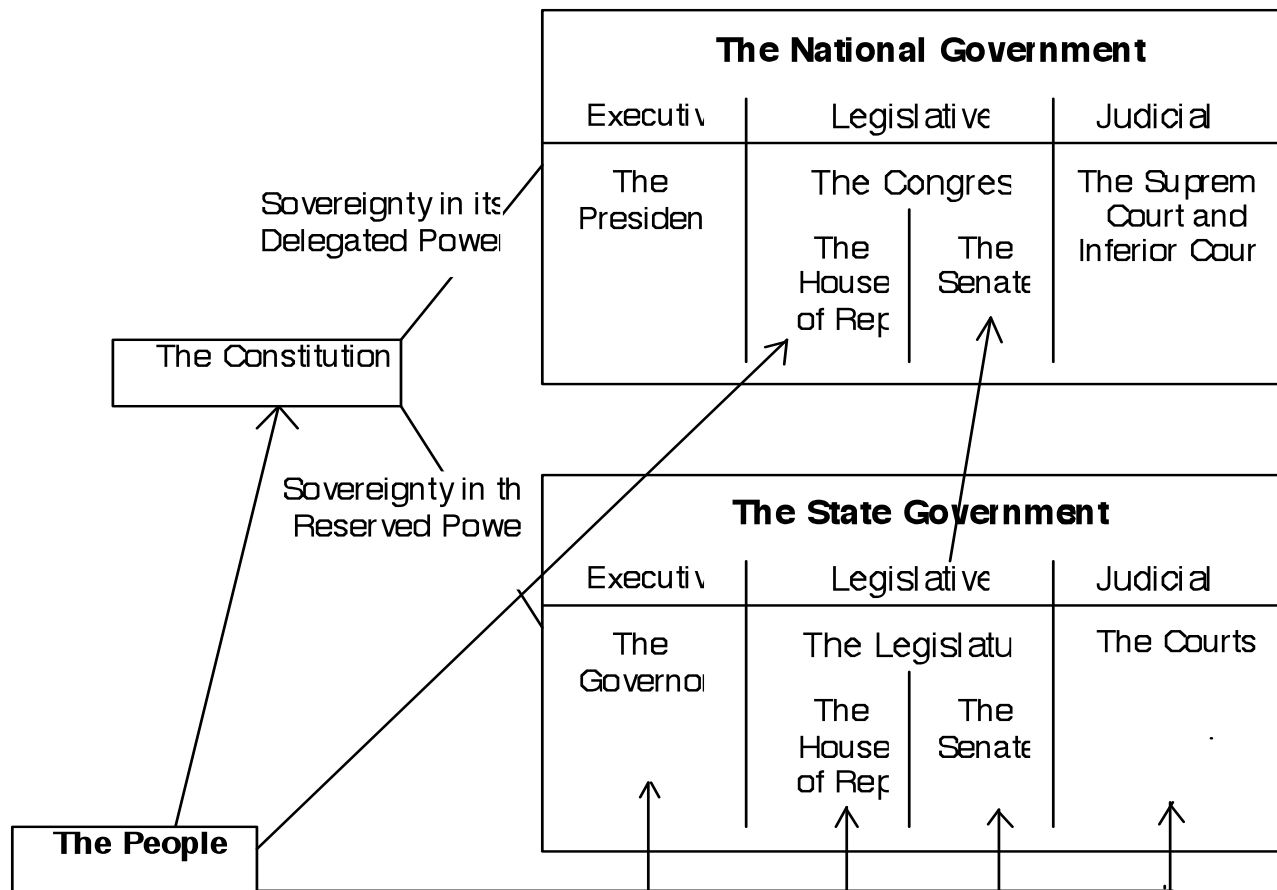 The National Government
Executiv
Legislative
Judicial
The
Presiden
The Congres
The
House
of Rep
The
Senate
The Suprem
Court and
Inferior Cour
Sovereignty in its
Delegated Power
The Constitution
Sovereignty in th
Reserved Powe
The State Government
Executiv
Legislative
Judicial
The
Governor
The Legislatu
The
House
of Rep
The
Senate
The Courts
The People